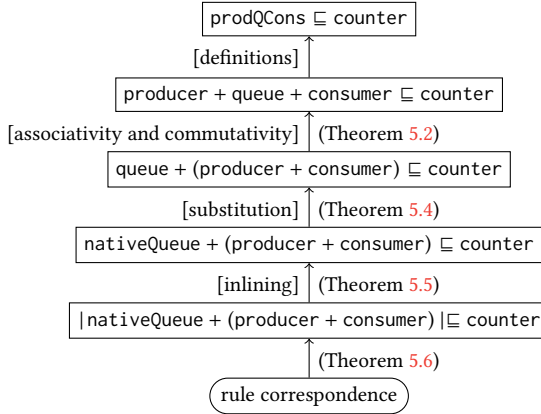 prodQCons ⊑ counter
[definitions]
producer + queue + consumer ⊑ counter
[associativity and commutativity] (Theorem 5.2)
queue + (producer + consumer) ⊑ counter
[substitution] (Theorem 5.4)
nativeQueue + (producer + consumer) ⊑ counter
[inlining] (Theorem 5.5)
|nativeQueue + (producer + consumer) |⊑ counter
(Theorem 5.6)
rule correspondence